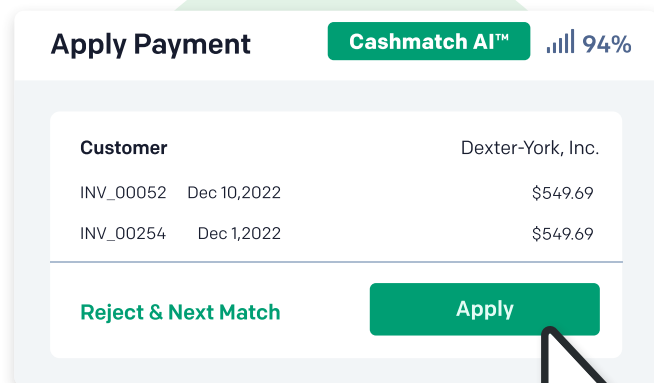 Apply Payment Cashmatch AI™ 94%
Customer Dexter-York, Inc.
INV_00052 Dec 10,2022 $549.69
INV_00254 Dec 1,2022 $549.69
Reject & Next Match Apply